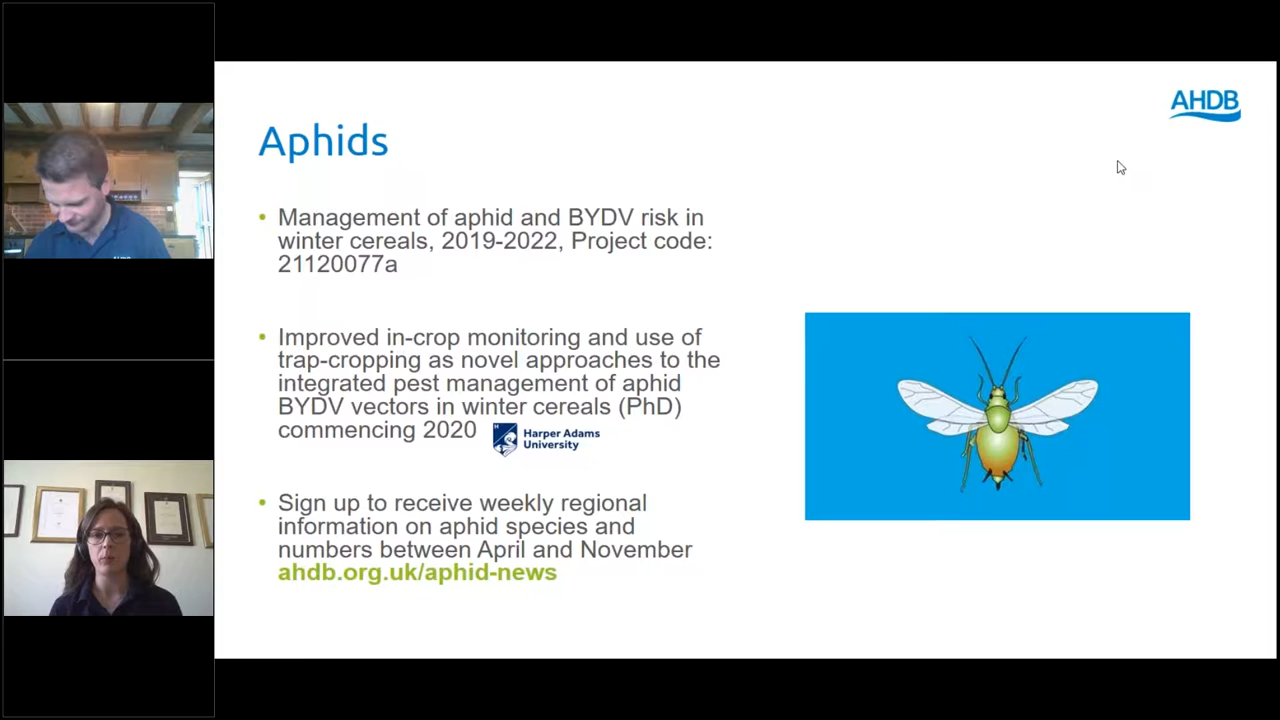 AHDB
Aphids
• Management of aphid and BYDV risk in
winter cereals, 2019-2022, Project code:
21120077a
• Improved in-crop monitoring and use of
trap-cropping as novel approaches to the
integrated pest management of aphid
BYDV vectors in winter cereals (PhD)
commencing 2020
Harper Adams
University
• Sign up to receive weekly regional
information on aphid species and
numbers between April and November
ahdb.org.uk/aphid-news